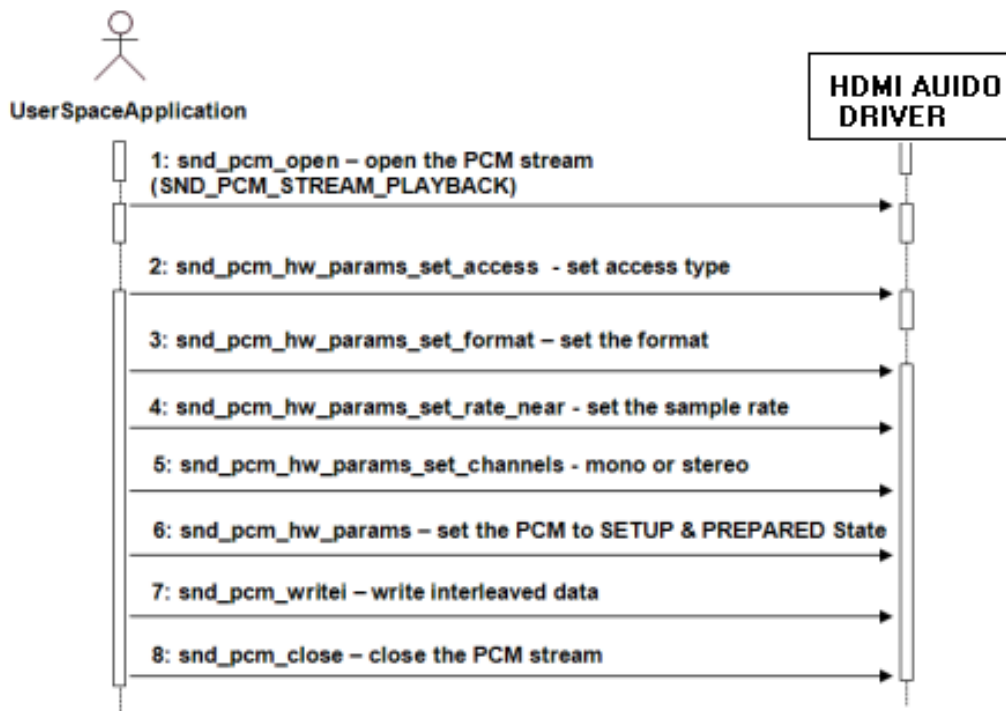 UserSpaceApplication
HDMI AUIDO
DRIVER
1: snd_pcm_open – open the PCM stream
(SND_PCM_STREAM_PLAYBACK)
2: snd_pcm_hw_params_set_access - set access type
3: snd_pcm_hw_params_set_format – set the format
4: snd_pcm_hw_params_set_rate_near - set the sample rate
5: snd_pcm_hw_params_set_channels - mono or stereo
6: snd_pcm_hw_params – set the PCM to SETUP & PREPARED State
7: snd_pcm_writei – write interleaved data
8: snd_pcm_close – close the PCM stream